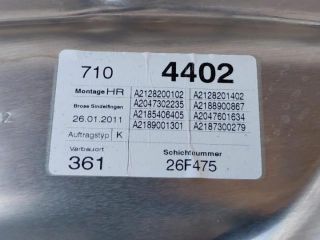 710 4402
Montage HR A2128200102 A2128201402
Brose Sindelfingen A2047302235 A2188900867
26.01.2011 A2185406405 A2047601634
Auftragstyp K A2189001301 A2187300279
Verbauort Schichtnummer
361 26F475